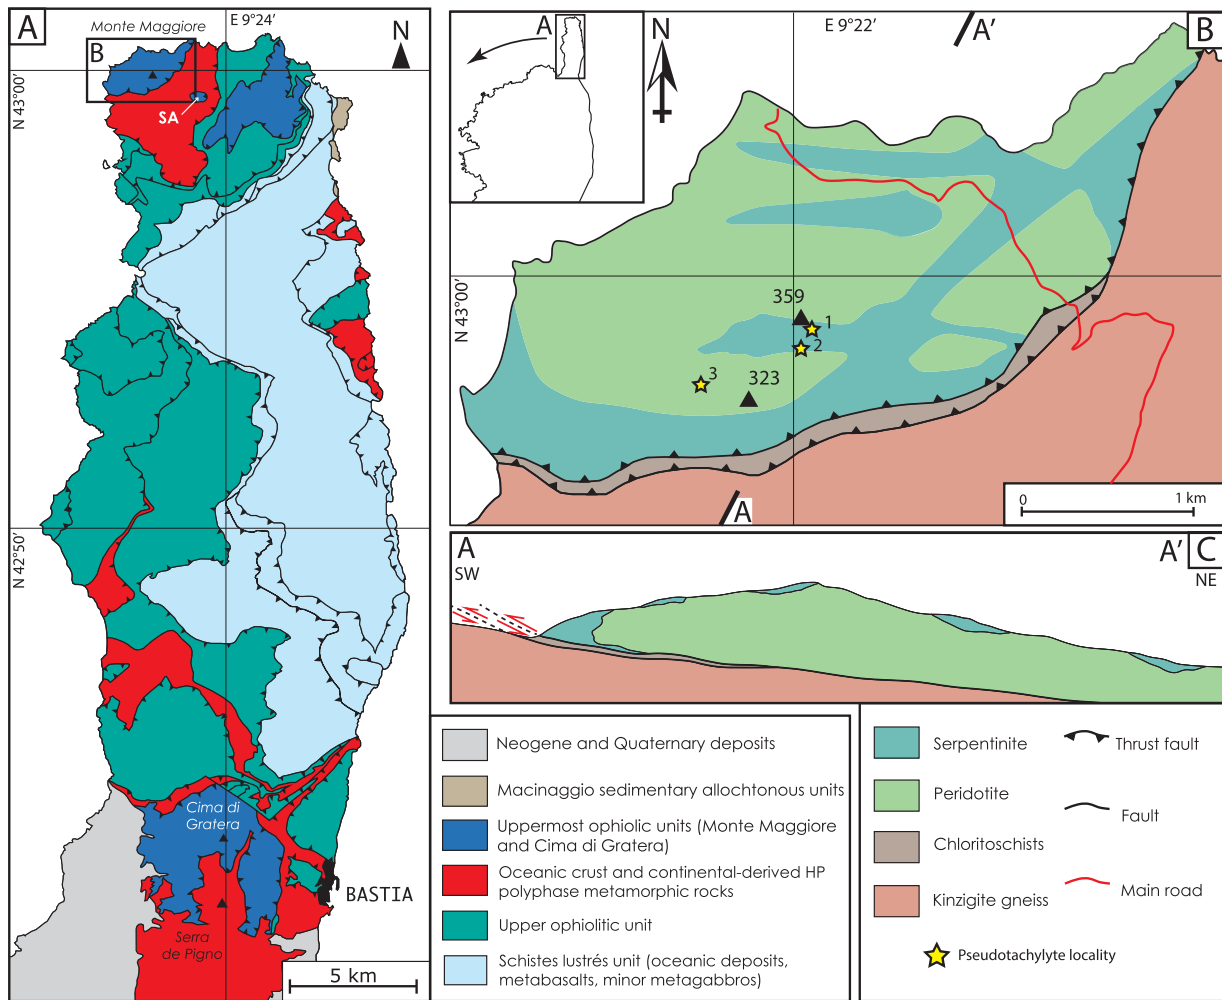 A
Monte Maggiore
E 9°24'
N
B
N 43°00'
SA
N 42°50'
Cima di
Gratera
BASTIA
Serra
de Pigno
5 km
A
N
E 9°22'
A'
B
N 43°00'
359
1
2
3
323
A
0
1 km
A
SW
A'
C
NE
Neogene and Quaternary deposits
Macinaggio sedimentary allochtonous units
Uppermost ophiolic units (Monte Maggiore
and Cima di Gratera)
Oceanic crust and continental-derived HP
polyphase metamorphic rocks
Upper ophiolitic unit
Schistes lustrés unit (oceanic deposits,
metabasalts, minor metagabbros)
Serpentinite
Thrust fault
Peridotite
Fault
Chloritoschists
Kinzigite gneiss
Main road
Pseudotachylyte locality